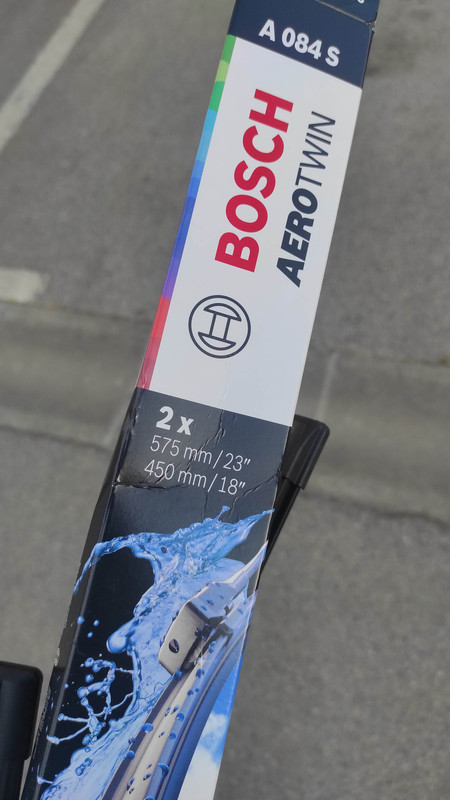 A 084 S
BOSCH
AEROTWIN
2 x
575 mm / 23"
450 mm / 18"